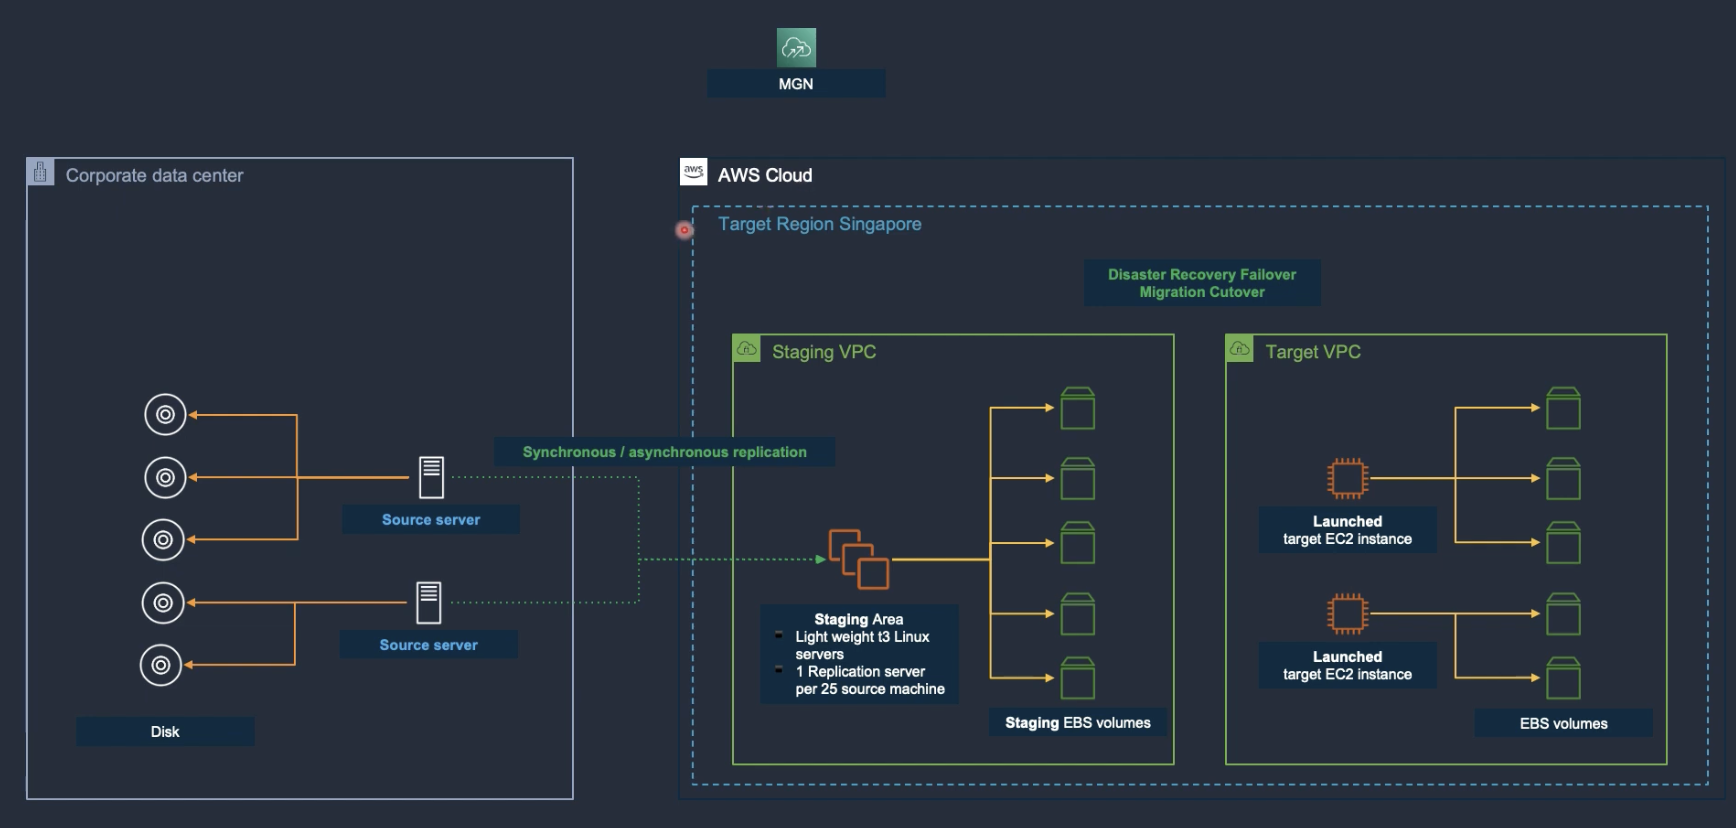 MGN
Corporate data center
aws
AWS Cloud
Target Region Singapore
Disaster Recovery Failover
Migration Cutover
Staging VPC
Target VPC
Synchronous / asynchronous replication
Source server
Source server
Disk
Staging Area
Light weight t3 Linux
servers
1 Replication server
per 25 source machine
Staging EBS volumes
Launched
target EC2 instance
Launched
target EC2 instance
EBS volumes